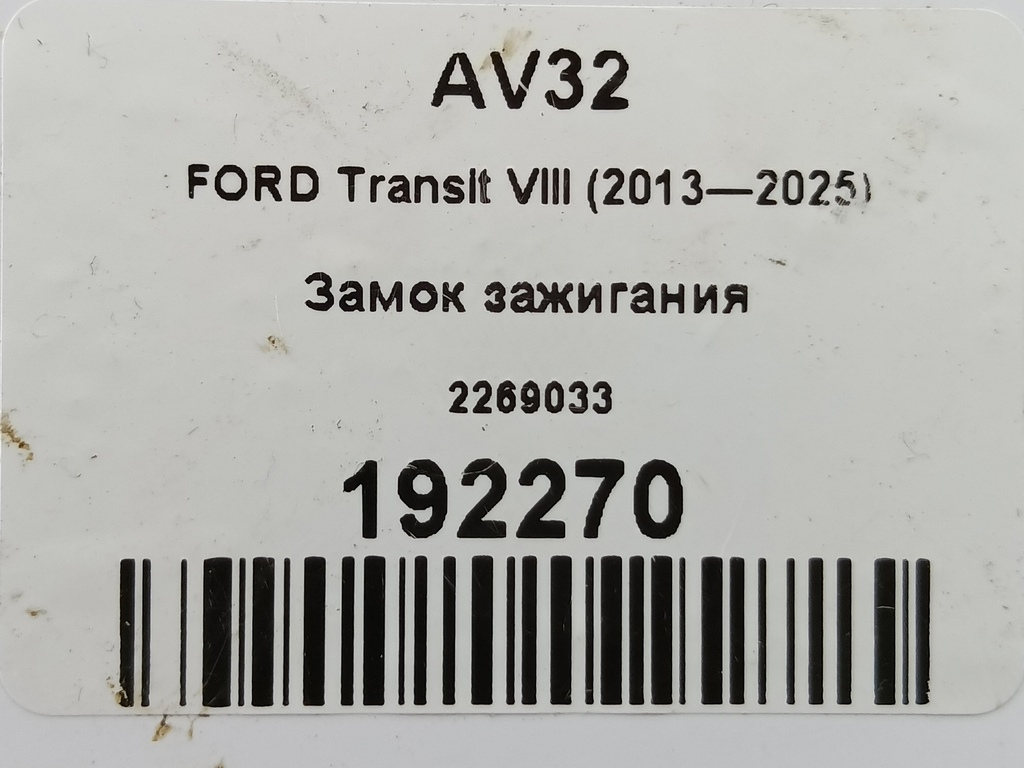 AV32
FORD Transit VIII (2013—2025)
Замок зажигания
2269033
192270